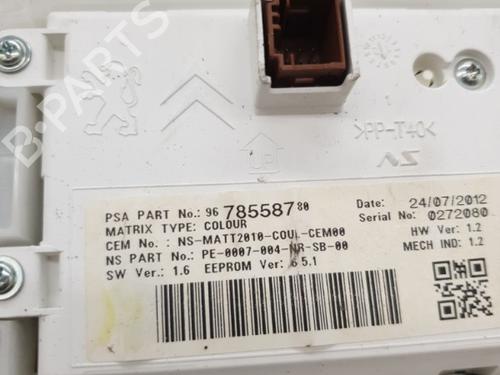 B-PARTS
UP
>PP-T40<
NS
PSA PART No.: 96 785587 80
Date: 24/07/2012
MATRIX TYPE: COLOUR
Serial No: 0272080
CEM No. : NS-MATT2010-COUL-CEM00
HW Ver: 1.2
NS PART No.: PE-0007-004-NR-SB-00
MECH IND: 1.2
SW Ver.: 1.6 EEPROM Ver: 6 5.1